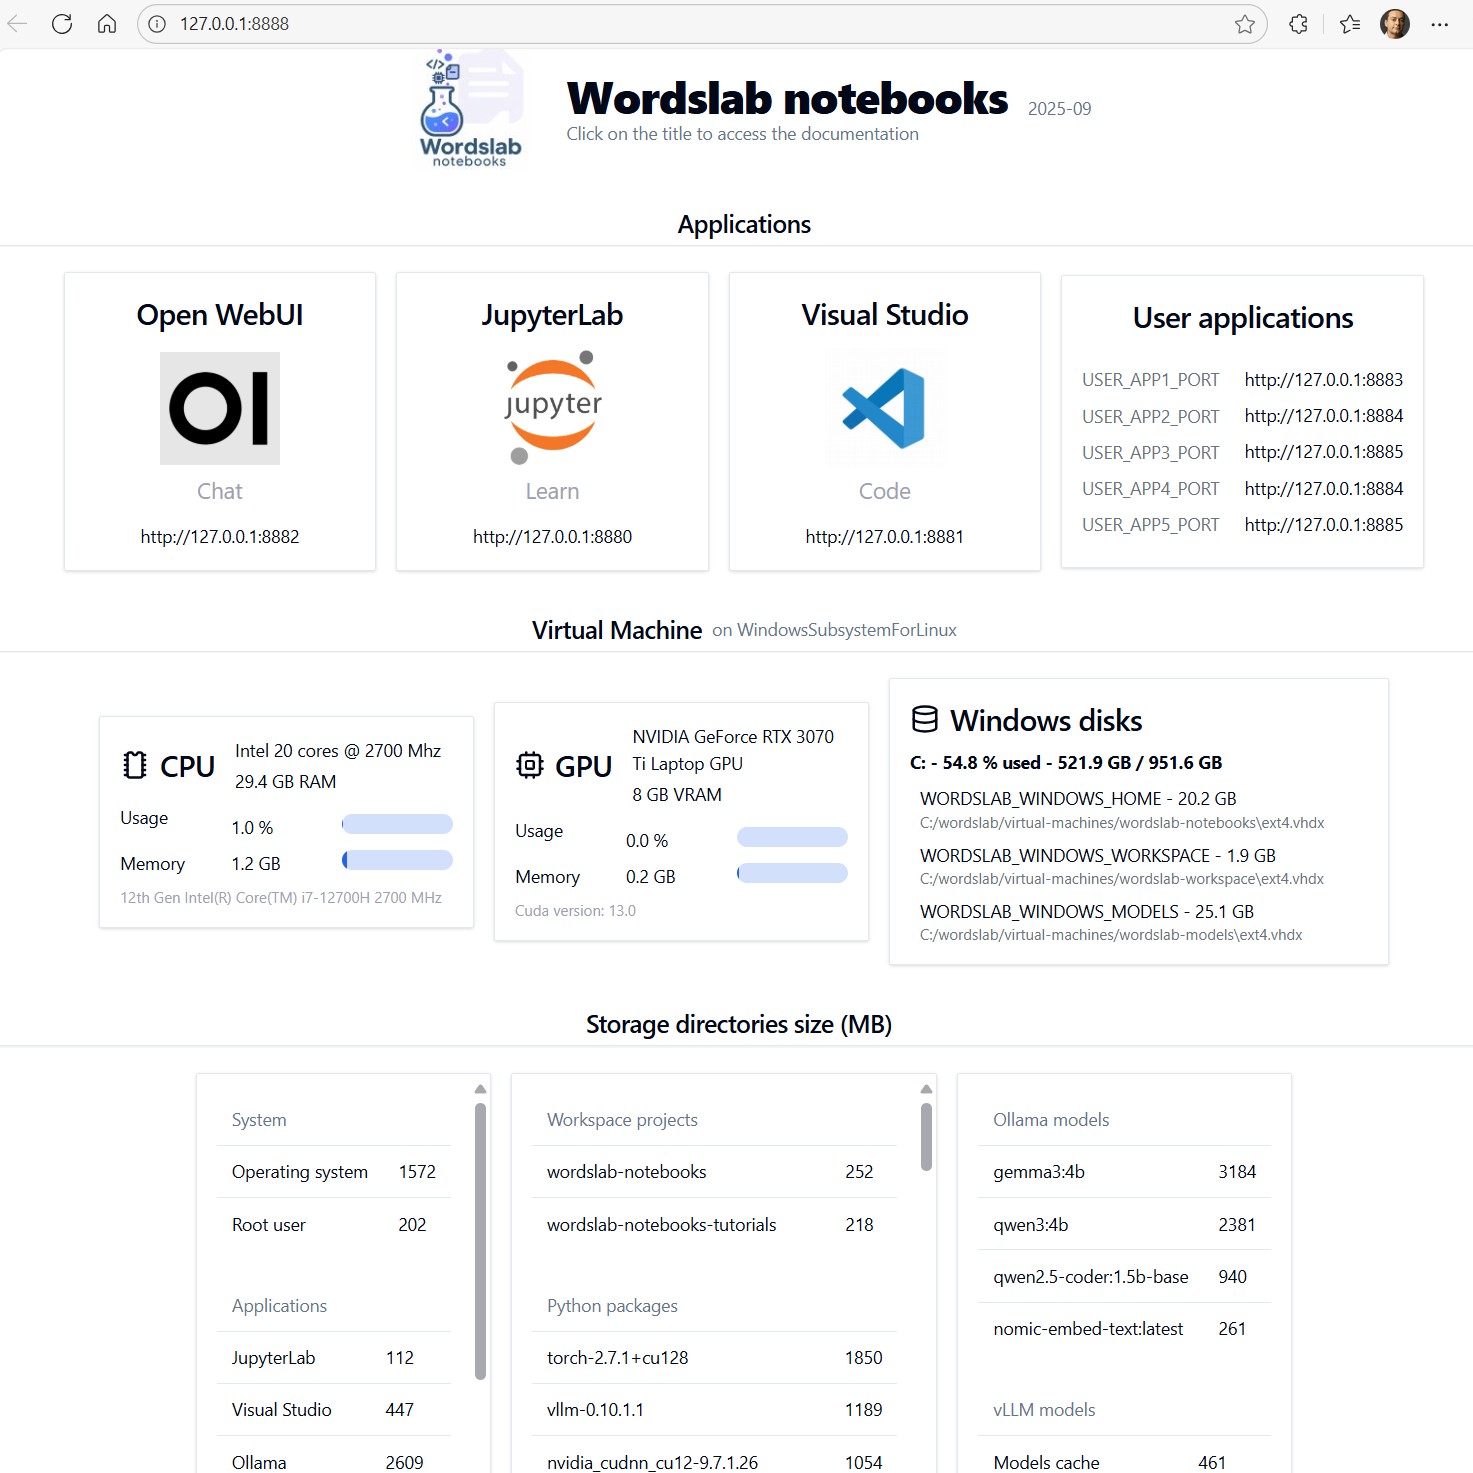 127.0.0.1:8888
</>
Wordslab
notebooks
Wordslab notebooks 2025-09
Click on the title to access the documentation
Applications
Open WebUI
OI
Chat
http://127.0.0.1:8882
JupyterLab
jupyter
Learn
http://127.0.0.1:8880
Visual Studio
Code
http://127.0.0.1:8881
User applications
USER_APP1_PORT http://127.0.0.1:8883
USER_APP2_PORT http://127.0.0.1:8884
USER_APP3_PORT http://127.0.0.1:8885
USER_APP4_PORT http://127.0.0.1:8884
USER_APP5_PORT http://127.0.0.1:8885
Virtual Machine on WindowsSubsystemForLinux
CPU
Intel 20 cores @ 2700 Mhz
29.4 GB RAM
Usage 1.0 %
Memory 1.2 GB
12th Gen Intel(R) Core(TM) i7-12700H 2700 MHz
GPU
NVIDIA GeForce RTX 3070
Ti Laptop GPU
8 GB VRAM
Usage 0.0 %
Memory 0.2 GB
Cuda version: 13.0
Windows disks
C: - 54.8 % used - 521.9 GB / 951.6 GB
WORDSLAB_WINDOWS_HOME - 20.2 GB
C:/wordslab/virtual-machines/wordslab-notebooks\ext4.vhdx
WORDSLAB_WINDOWS_WORKSPACE - 1.9 GB
C:/wordslab/virtual-machines/wordslab-workspace\ext4.vhdx
WORDSLAB_WINDOWS_MODELS - 25.1 GB
C:/wordslab/virtual-machines/wordslab-models\ext4.vhdx
Storage directories size (MB)
System
Operating system 1572
Root user 202
Applications
JupyterLab 112
Visual Studio 447
Ollama 2609
Workspace projects
wordslab-notebooks 252
wordslab-notebooks-tutorials 218
Python packages
torch-2.7.1+cu128 1850
vllm-0.10.1.1 1189
nvidia_cudnn_cu12-9.7.1.26 1054
Ollama models
gemma3:4b 3184
qwen3:4b 2381
qwen2.5-coder:1.5b-base 940
nomic-embed-text:latest 261
vLLM models
Models cache 461